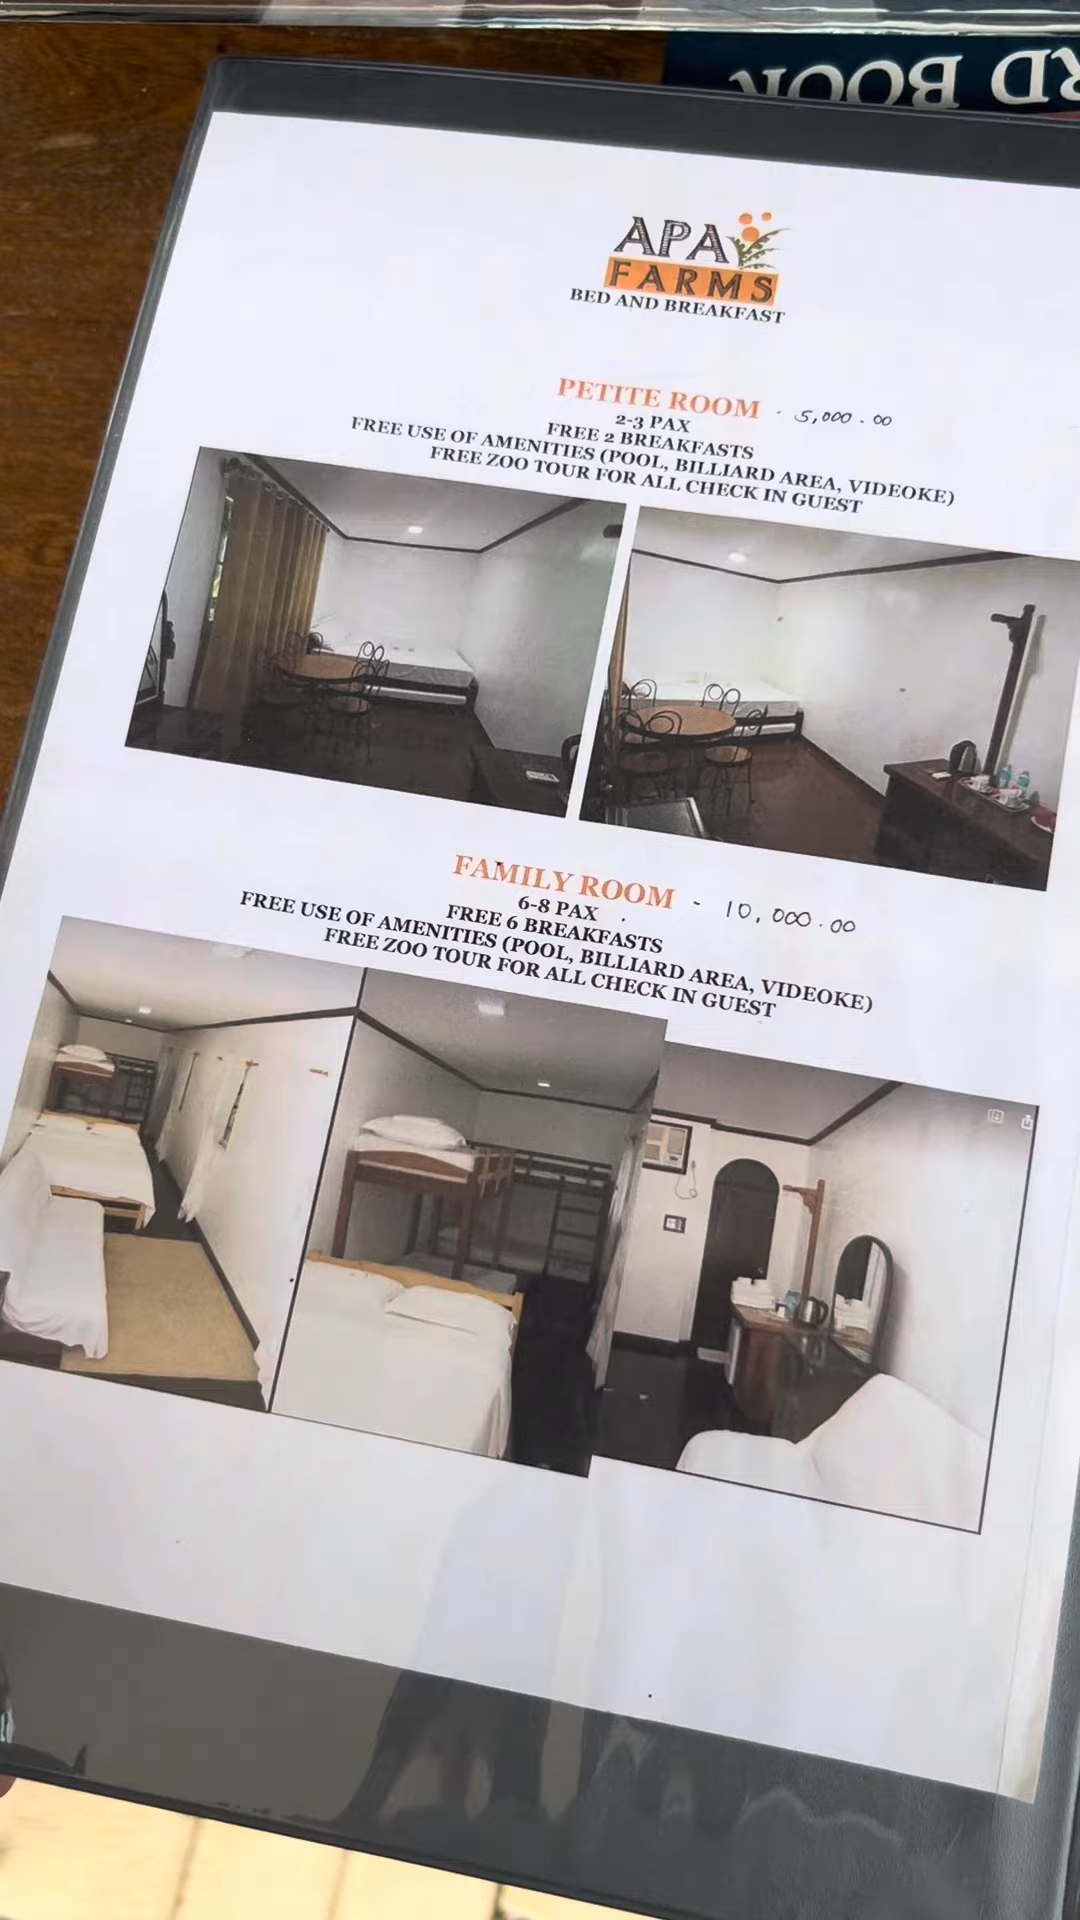 RD BOOK
APA
FARMS
BED AND BREAKFAST
PETITE ROOM - 5,000.00
2-3 PAX
FREE 2 BREAKFASTS
FREE USE OF AMENITIES (POOL, BILLIARD AREA, VIDEOKE)
FREE ZOO TOUR FOR ALL CHECK IN GUEST
FAMILY ROOM - 10,000.00
6-8 PAX
FREE 6 BREAKFASTS
FREE USE OF AMENITIES (POOL, BILLIARD AREA, VIDEOKE)
FREE ZOO TOUR FOR ALL CHECK IN GUEST